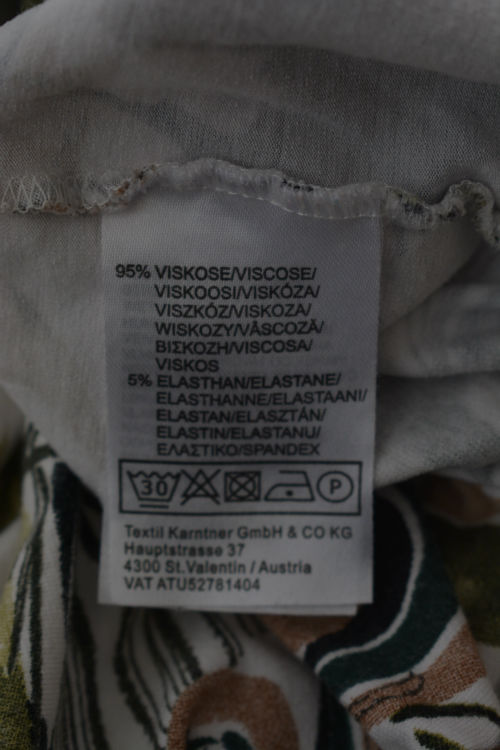 95% VISKOSE/VISCOSE/
VISKOOSI/VISKÓZA/
VISZKÓZ/VISKOZA/
WISKOZY/VÂSCOZĂ/
ΒΙΣΚΟΖΗ/VISCOSA/
VISKOS
5% ELASTHAN/ELASTANE/
ELASTHANNE/ELASTAANI/
ELASTAN/ELASZTÁN/
ELASTIN/ELASTANU/
ΕΛΑΣΤΙΚΟ/SPANDEX
30 P
Textil Karntner GmbH & CO KG
Hauptstrasse 37
4300 St.Valentin / Austria
VAT ATU52781404